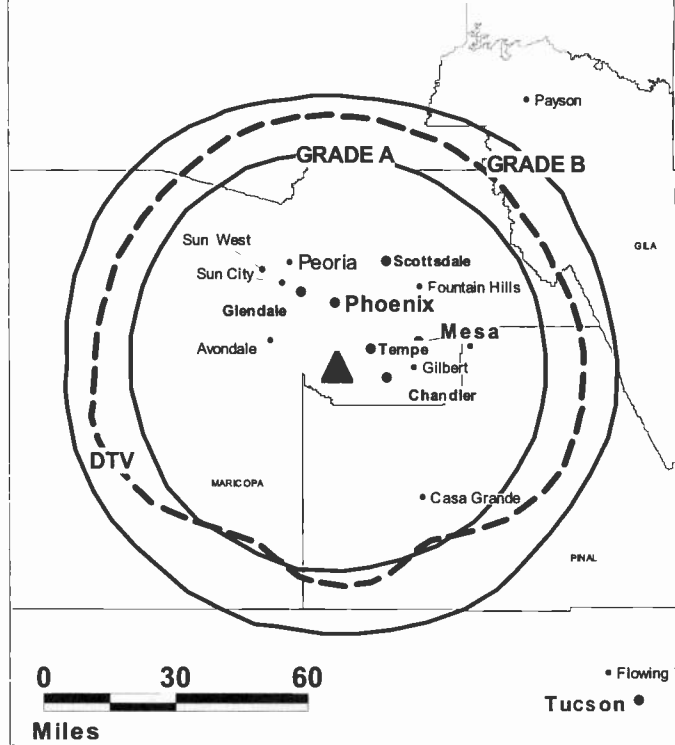 Payson
GRADE A
GRADE B
GILA
Sun West
Peoria
Scottsdale
Sun City
Fountain Hills
Glendale
Phoenix
Mesa
Avondale
Tempe
Gilbert
Chandler
DTV
MARICOPA
Casa Grande
PINAL
0 30 60
Miles
Flowing
Tucson